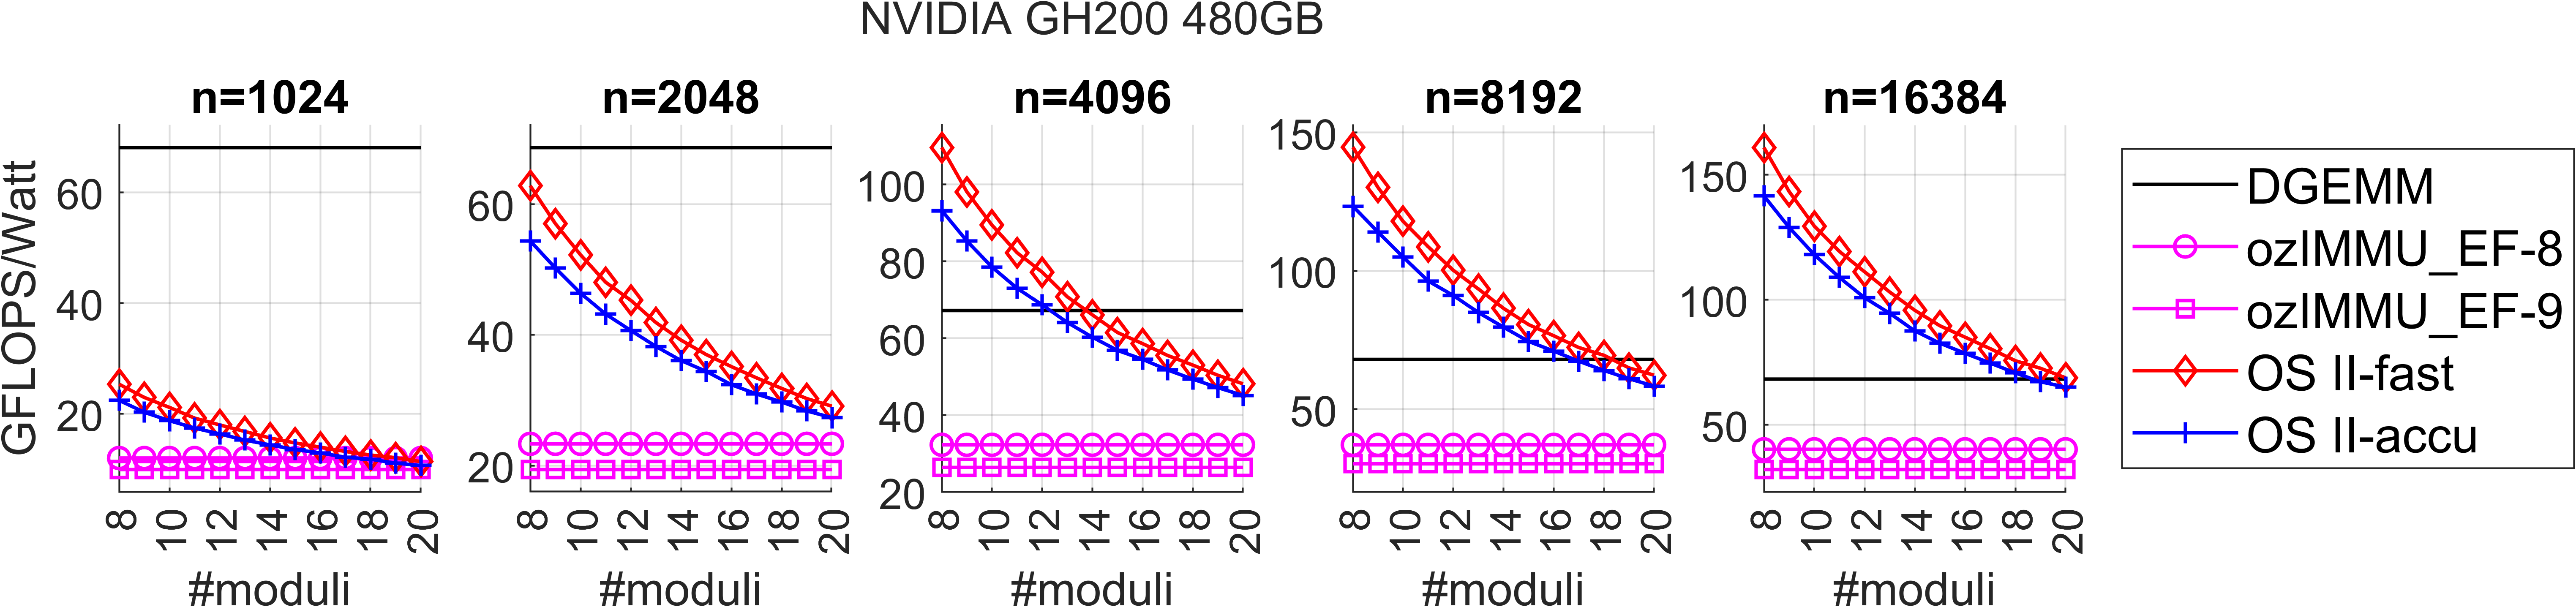 NVIDIA GH200 480GB
n=1024
n=2048
n=4096
n=8192
n=16384
GFLOPS/Watt
60
40
20
8 10 12 14 16 18 20
#moduli
60
40
20
8 10 12 14 16 18 20
#moduli
100
80
60
40
20
8 10 12 14 16 18 20
#moduli
150
100
50
8 10 12 14 16 18 20
#moduli
150
100
50
8 10 12 14 16 18 20
#moduli
DGEMM
ozIMMU_EF-8
ozIMMU_EF-9
OS II-fast
OS II-accu